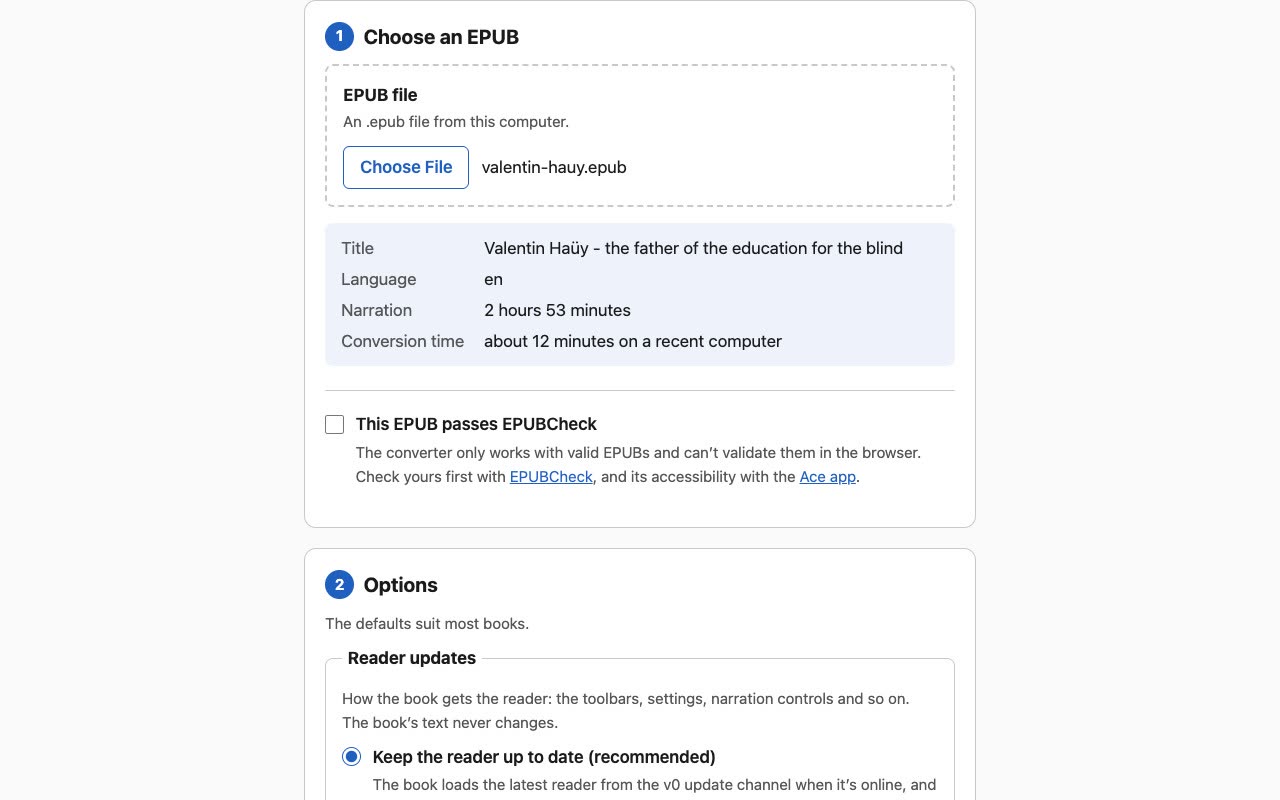 1 Choose an EPUB
EPUB file
An .epub file from this computer.
Choose File valentin-hauy.epub
Title Valentin Haüy - the father of the education for the blind
Language en
Narration 2 hours 53 minutes
Conversion time about 12 minutes on a recent computer
This EPUB passes EPUBCheck
The converter only works with valid EPUBs and can’t validate them in the browser.
Check yours first with EPUBCheck, and its accessibility with the Ace app.
2 Options
The defaults suit most books.
Reader updates
How the book gets the reader: the toolbars, settings, narration controls and so on.
The book’s text never changes.
Keep the reader up to date (recommended)
The book loads the latest reader from the v0 update channel when it’s online, and